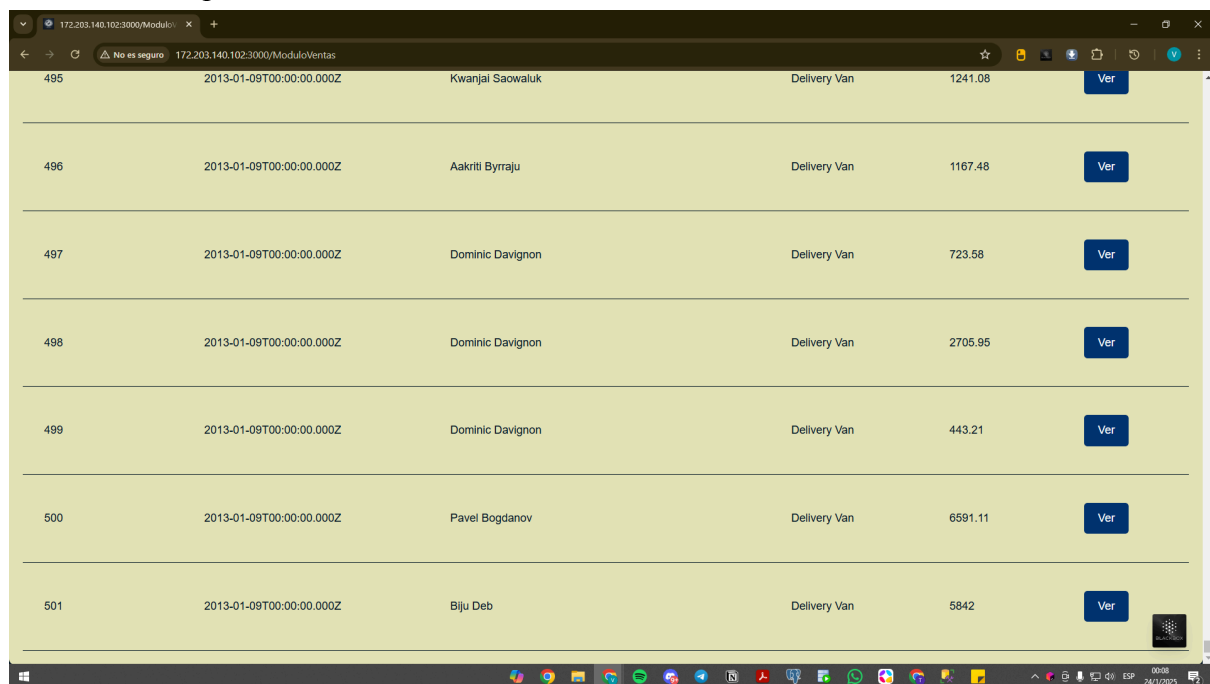 172.203.140.102:3000/ModuloV
No es seguro 172.203.140.102:3000/ModuloVentas
495 2013-01-09T00:00:00.000Z Kwanjai Saowaluk Delivery Van 1241.08 Ver
496 2013-01-09T00:00:00.000Z Aakriti Byrraju Delivery Van 1167.48 Ver
497 2013-01-09T00:00:00.000Z Dominic Davignon Delivery Van 723.58 Ver
498 2013-01-09T00:00:00.000Z Dominic Davignon Delivery Van 2705.95 Ver
499 2013-01-09T00:00:00.000Z Dominic Davignon Delivery Van 443.21 Ver
500 2013-01-09T00:00:00.000Z Pavel Bogdanov Delivery Van 6591.11 Ver
501 2013-01-09T00:00:00.000Z Biju Deb Delivery Van 5842 Ver
BLACKBOX
ESP 00:08
24/1/2025